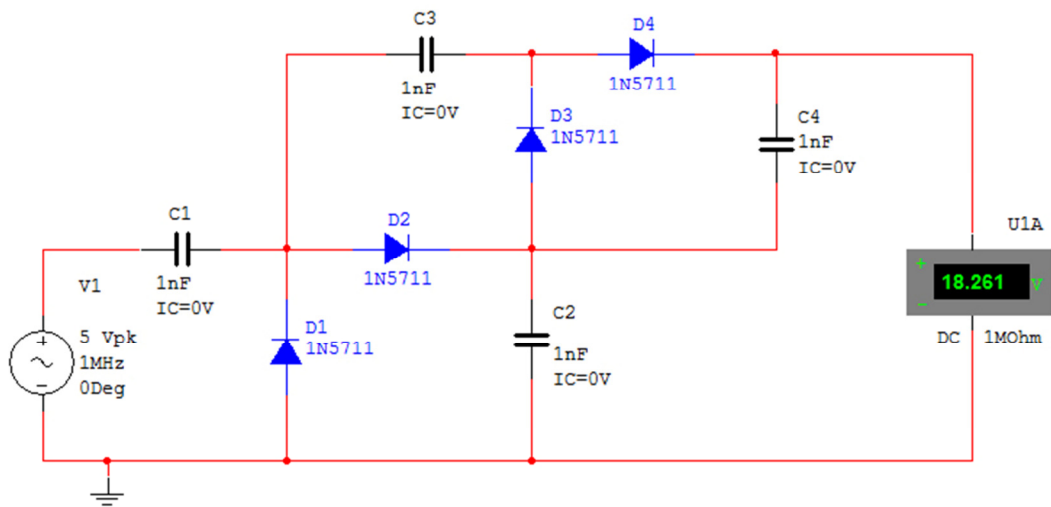 C3
1nF
IC=0V
D4
1N5711
D3
1N5711
C4
1nF
IC=0V
C1
1nF
IC=0V
D2
1N5711
U1A
+
18.261 V
−
DC 1MOhm
V1
+
5 Vpk
1MHz
−
0Deg
D1
1N5711
C2
1nF
IC=0V